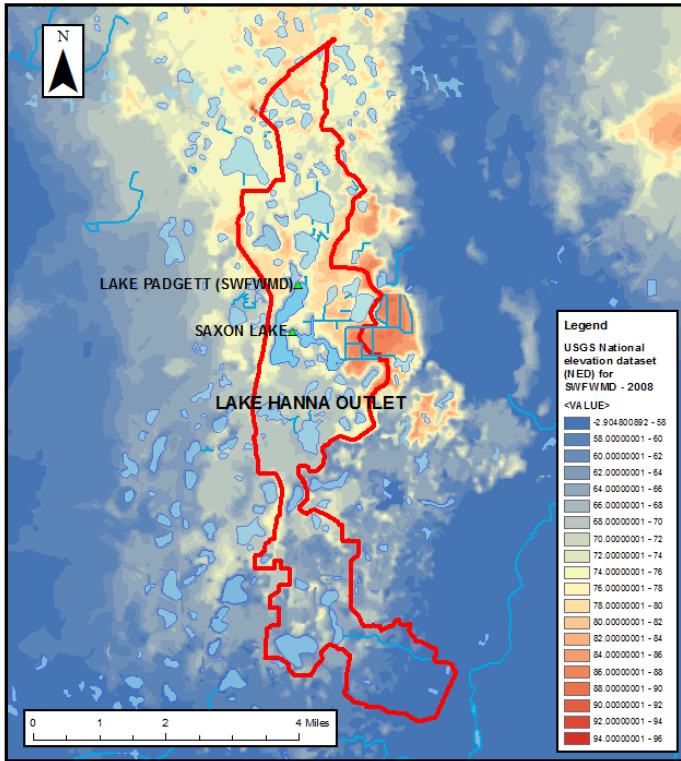 N
LAKE PADGETT (SWFWMD)
SAXON LAKE
LAKE HANNA OUTLET
Legend
USGS National
elevation dataset
(NED) for
SWFWMD - 2008
<VALUE>
-2.904800892 - 58
58.00000001 - 60
60.00000001 - 62
62.00000001 - 64
64.00000001 - 66
66.00000001 - 68
68.00000001 - 70
70.00000001 - 72
72.00000001 - 74
74.00000001 - 76
76.00000001 - 78
78.00000001 - 80
80.00000001 - 82
82.00000001 - 84
84.00000001 - 86
86.00000001 - 88
88.00000001 - 90
90.00000001 - 92
92.00000001 - 94
94.00000001 - 96
0 1 2 4 Miles